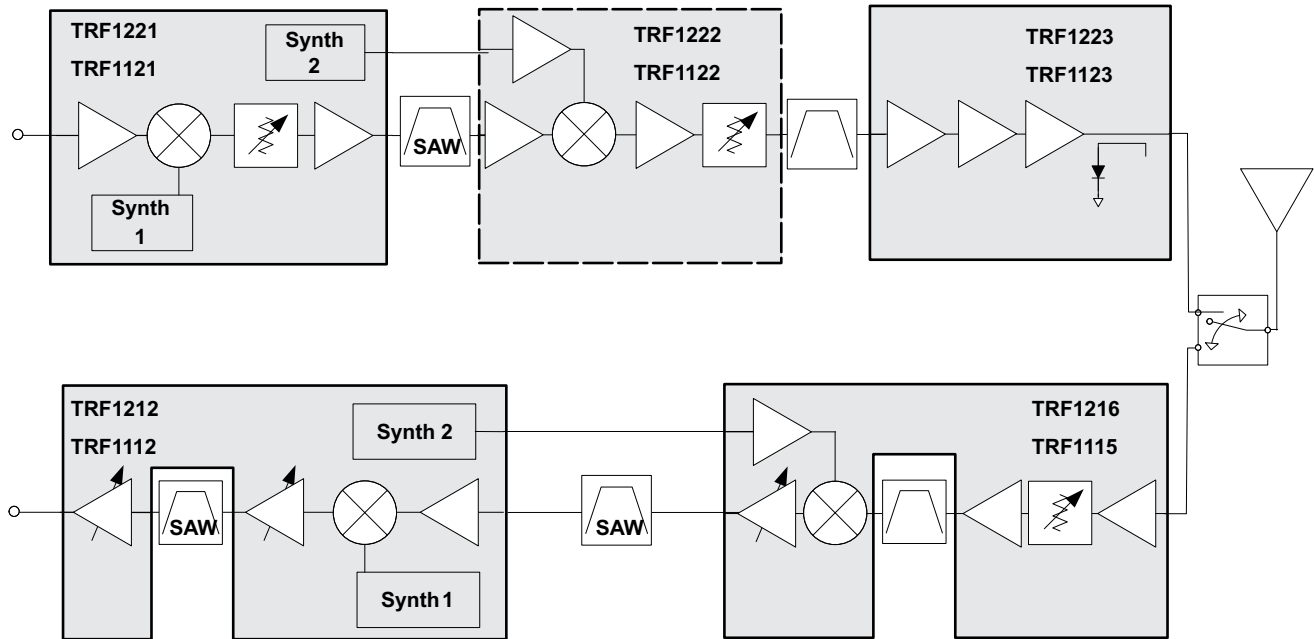 TRF1221
TRF1121
Synth
2
Synth
1
SAW
TRF1222
TRF1122
TRF1223
TRF1123
TRF1212
TRF1112
Synth 2
SAW
Synth 1
SAW
TRF1216
TRF1115